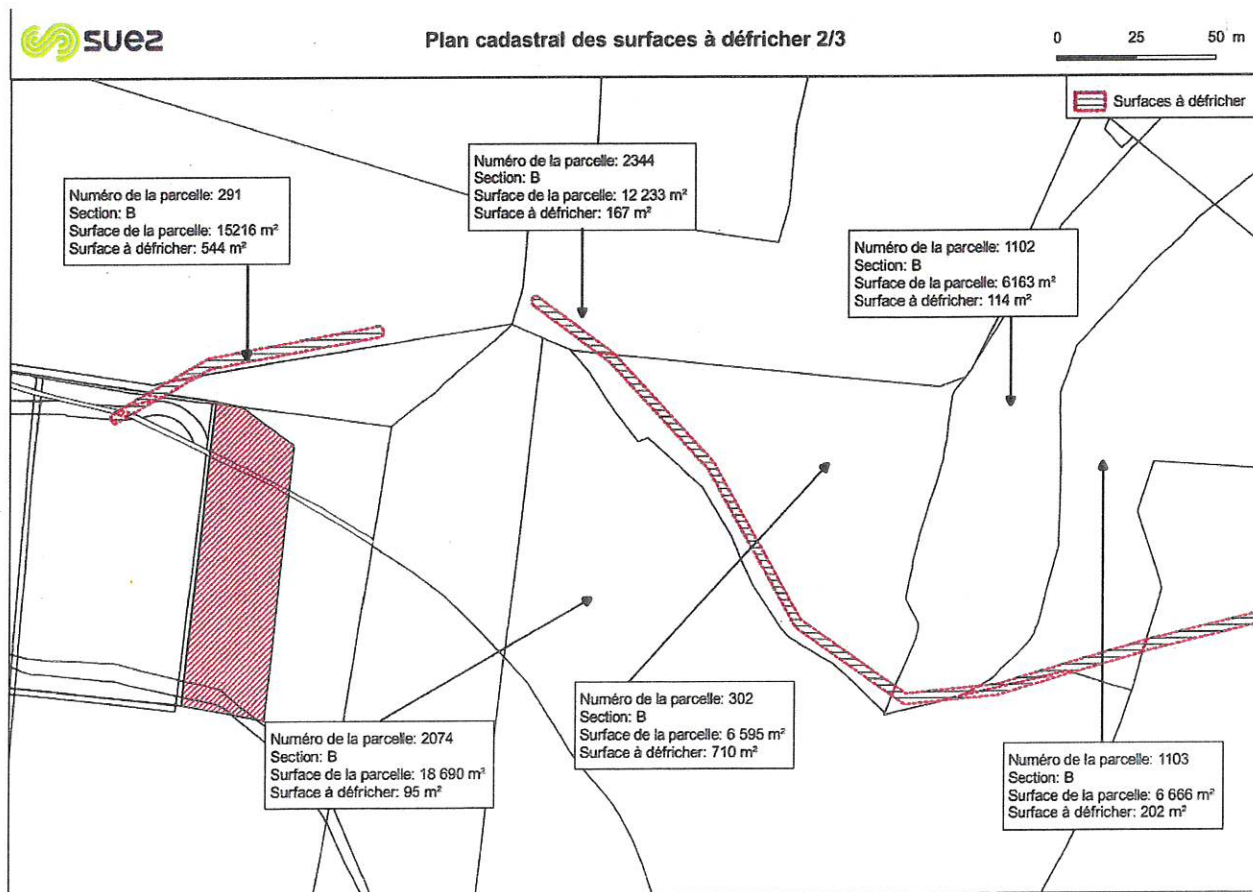 suez
Plan cadastral des surfaces à défricher 2/3
0 25 50 m
Surfaces à défricher
Numéro de la parcelle: 2344
Section: B
Surface de la parcelle: 12 233 m²
Surface à défricher: 167 m²
Numéro de la parcelle: 291
Section: B
Surface de la parcelle: 15216 m²
Surface à défricher: 544 m²
Numéro de la parcelle: 1102
Section: B
Surface de la parcelle: 6163 m²
Surface à défricher: 114 m²
Numéro de la parcelle: 2074
Section: B
Surface de la parcelle: 18 690 m²
Surface à défricher: 95 m²
Numéro de la parcelle: 302
Section: B
Surface de la parcelle: 6 595 m²
Surface à défricher: 710 m²
Numéro de la parcelle: 1103
Section: B
Surface de la parcelle: 6 666 m²
Surface à défricher: 202 m²